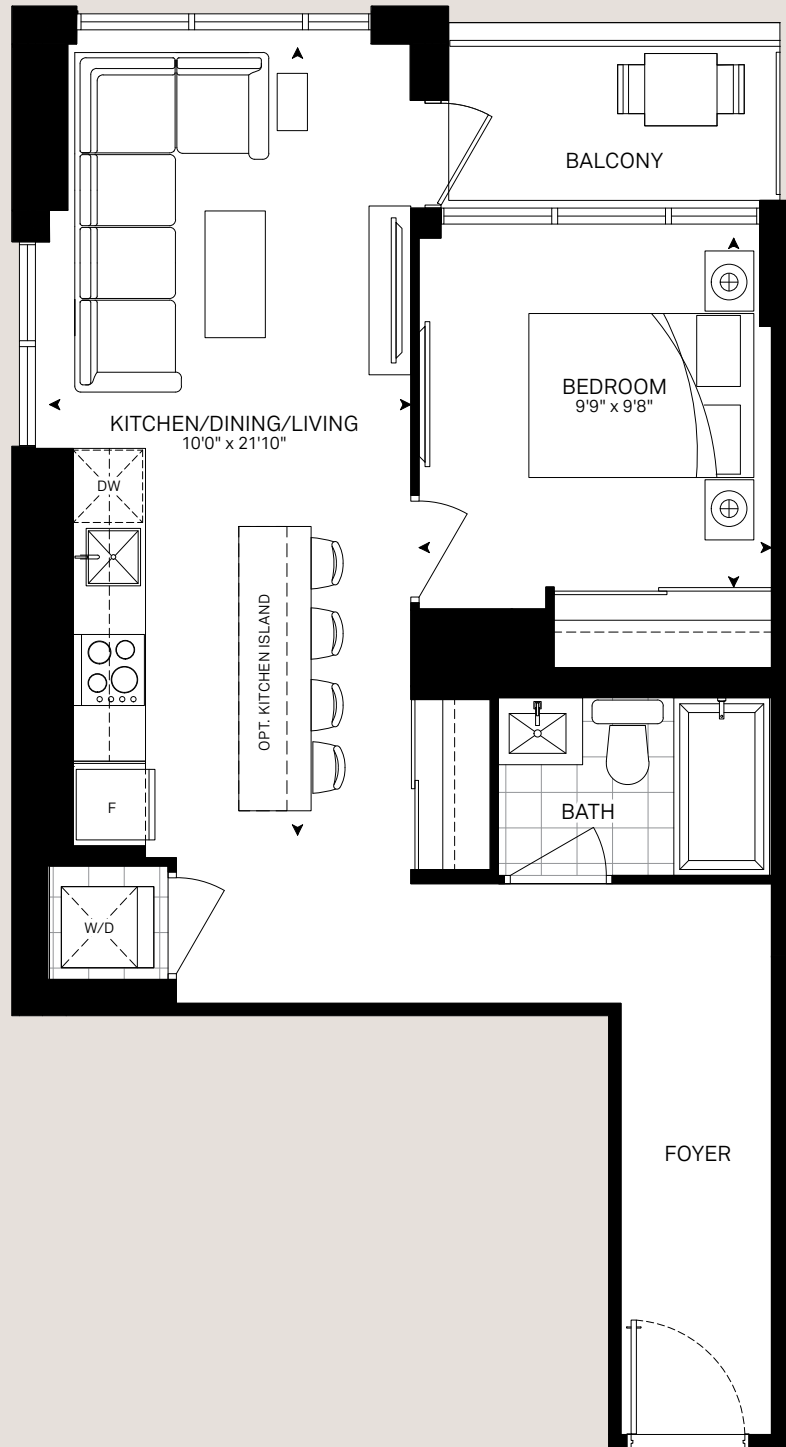 BALCONY
BEDROOM
9'9" x 9'8"
KITCHEN/DINING/LIVING
10'0" x 21'10"
DW
OPT. KITCHEN ISLAND
F
BATH
W/D
FOYER